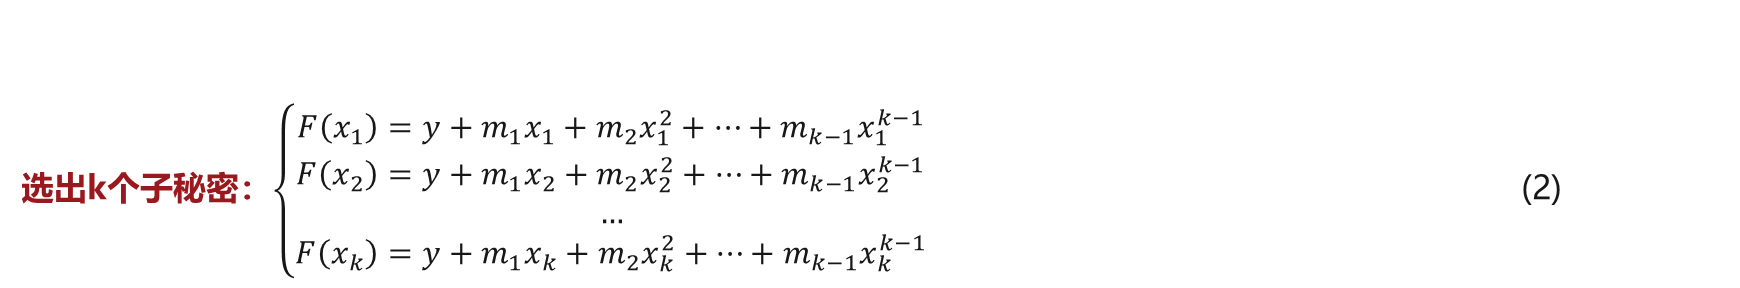 F(x₁) = y + m₁x₁ + m₂x₁² + ⋯ + mₖ₋₁x₁ᵏ⁻¹
选出k个子秘密： F(x₂) = y + m₁x₂ + m₂x₂² + ⋯ + mₖ₋₁x₂ᵏ⁻¹ (2)
...
F(xₖ) = y + m₁xₖ + m₂xₖ² + ⋯ + mₖ₋₁xₖᵏ⁻¹